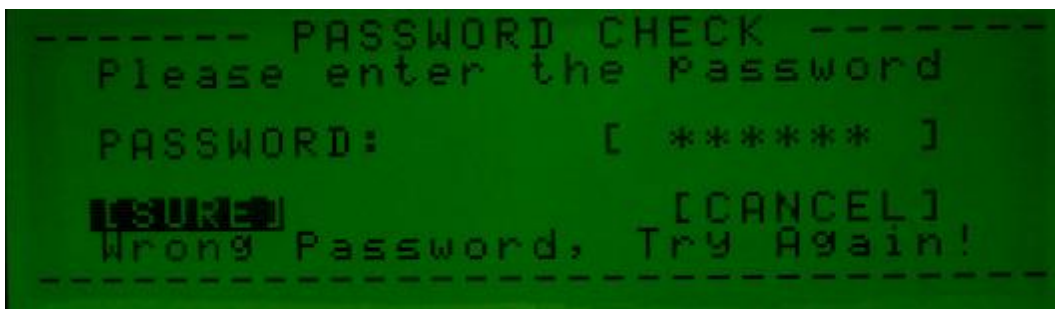 ------- PASSWORD CHECK -------
Please enter the Password
PASSWORD: [ ****** ]
[SURE] [CANCEL]
Wrong Password, Try Again!
------------------------------